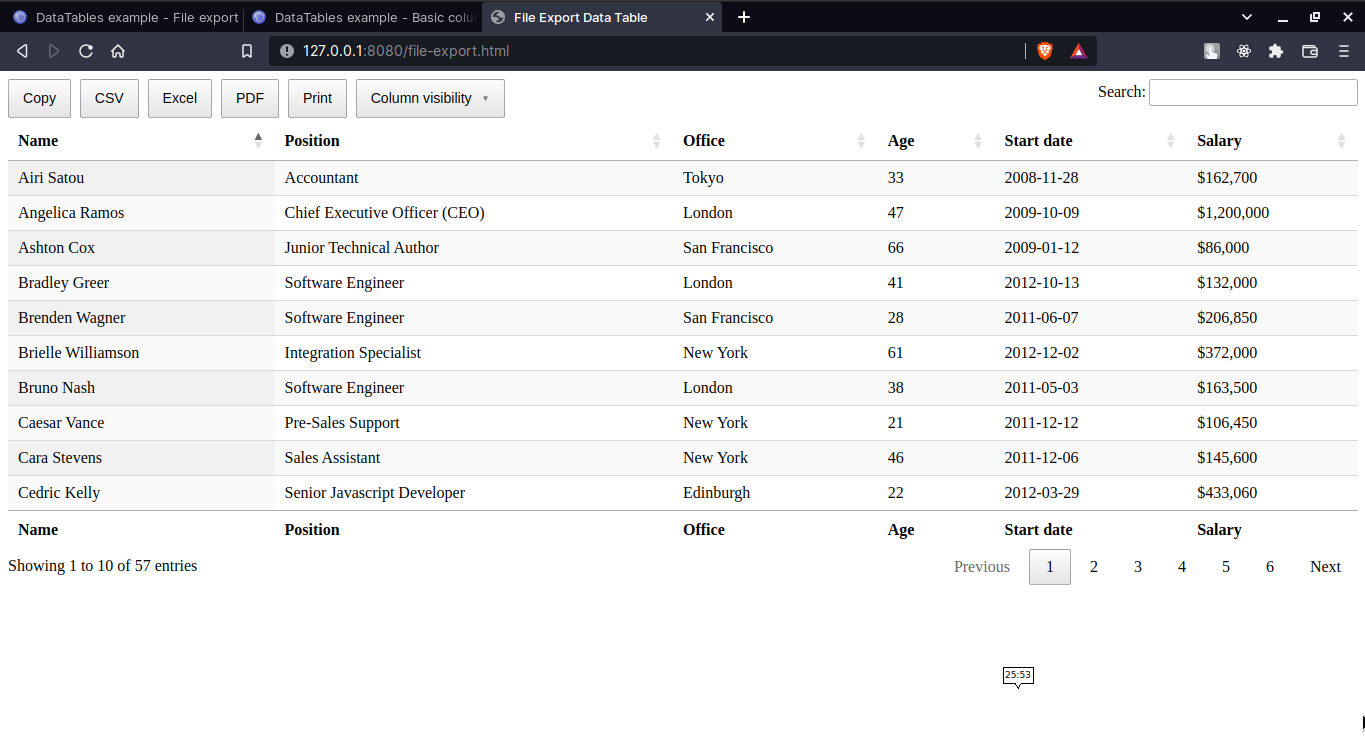 DataTables example - File export DataTables example - Basic colu File Export Data Table
127.0.0.1:8080/file-export.html
Copy CSV Excel PDF Print Column visibility Search:
Name Position Office Age Start date Salary
Airi Satou Accountant Tokyo 33 2008-11-28 $162,700
Angelica Ramos Chief Executive Officer (CEO) London 47 2009-10-09 $1,200,000
Ashton Cox Junior Technical Author San Francisco 66 2009-01-12 $86,000
Bradley Greer Software Engineer London 41 2012-10-13 $132,000
Brenden Wagner Software Engineer San Francisco 28 2011-06-07 $206,850
Brielle Williamson Integration Specialist New York 61 2012-12-02 $372,000
Bruno Nash Software Engineer London 38 2011-05-03 $163,500
Caesar Vance Pre-Sales Support New York 21 2011-12-12 $106,450
Cara Stevens Sales Assistant New York 46 2011-12-06 $145,600
Cedric Kelly Senior Javascript Developer Edinburgh 22 2012-03-29 $433,060
Name Position Office Age Start date Salary
Showing 1 to 10 of 57 entries Previous 1 2 3 4 5 6 Next
25:53